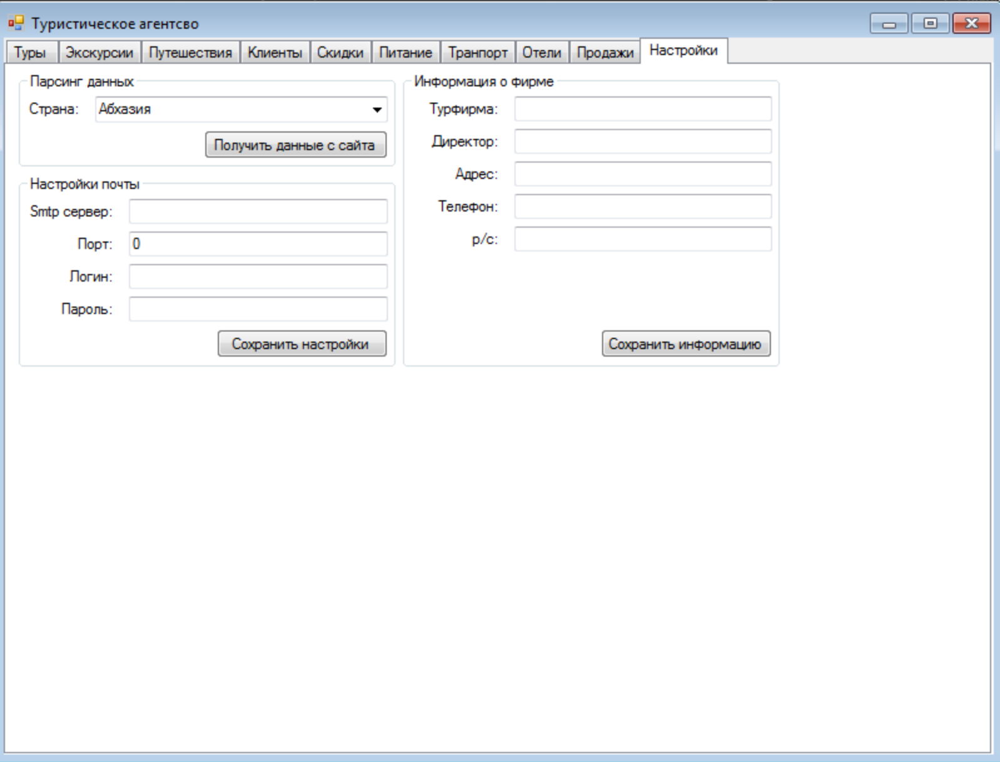 Туристическое агентсво
Туры Экскурсии Путешествия Клиенты Скидки Питание Транпорт Отели Продажи Настройки
Парсинг данных
Страна: Абхазия
Получить данные с сайта
Настройки почты
Smtp сервер:
Порт: 0
Логин:
Пароль:
Сохранить настройки
Информация о фирме
Турфирма:
Директор:
Адрес:
Телефон:
р/с:
Сохранить информацию